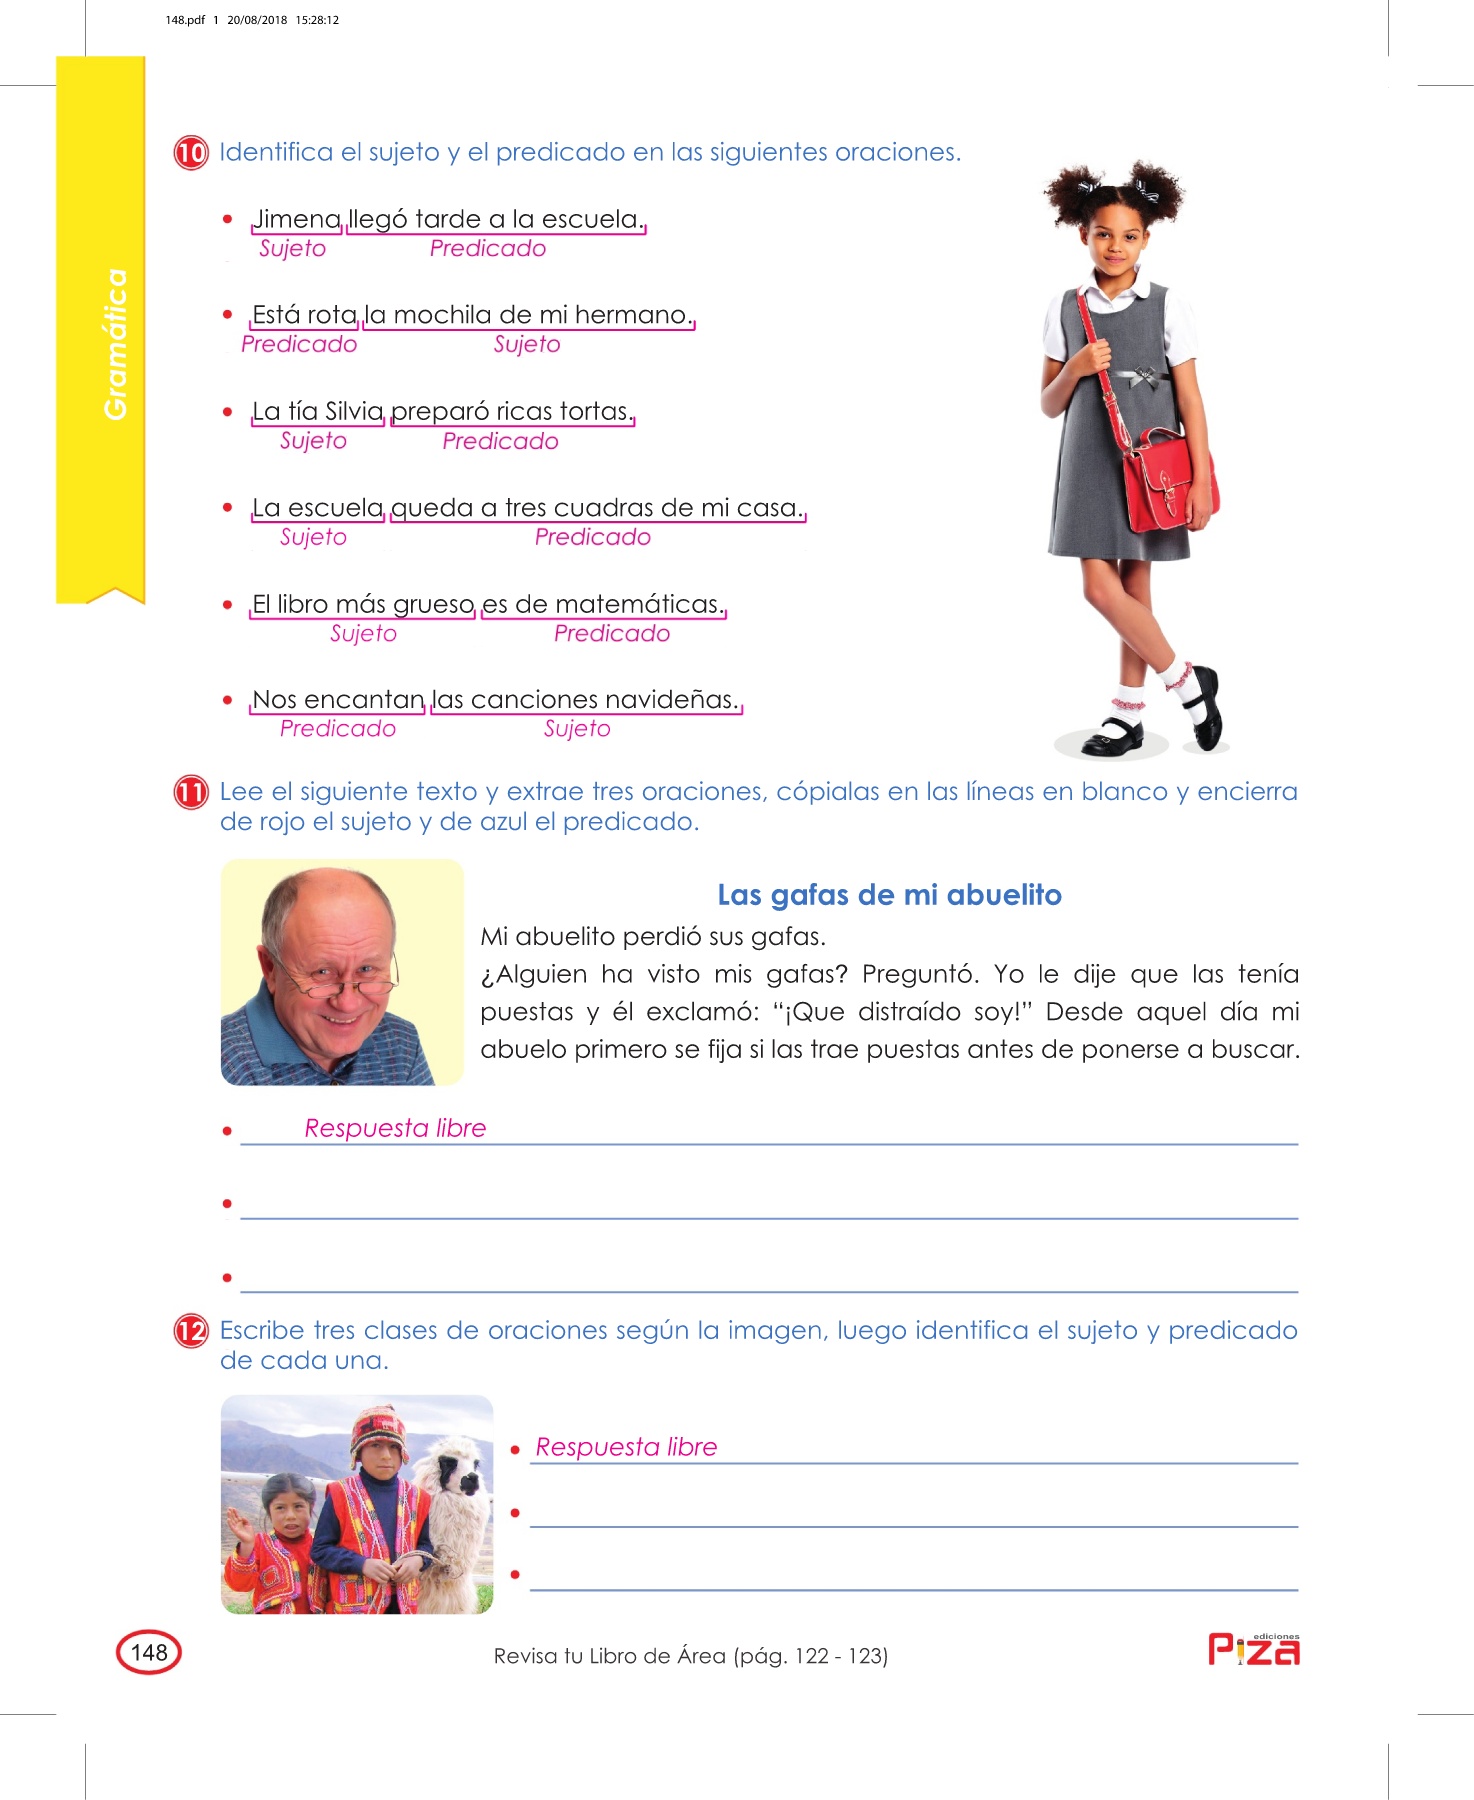 148.pdf 1 20/08/2018 15:28:12
Gramática
10 Identifica el sujeto y el predicado en las siguientes oraciones.
• Jimena llegó tarde a la escuela.
Sujeto Predicado
• Está rota la mochila de mi hermano.
Predicado Sujeto
• La tía Silvia preparó ricas tortas.
Sujeto Predicado
• La escuela queda a tres cuadras de mi casa.
Sujeto Predicado
• El libro más grueso es de matemáticas.
Sujeto Predicado
• Nos encantan las canciones navideñas.
Predicado Sujeto
11 Lee el siguiente texto y extrae tres oraciones, cópialas en las líneas en blanco y encierra
de rojo el sujeto y de azul el predicado.
Las gafas de mi abuelito
Mi abuelito perdió sus gafas.
¿Alguien ha visto mis gafas? Preguntó. Yo le dije que las tenía
puestas y él exclamó: “¡Que distraído soy!” Desde aquel día mi
abuelo primero se fija si las trae puestas antes de ponerse a buscar.
• Respuesta libre
•
•
12 Escribe tres clases de oraciones según la imagen, luego identifica el sujeto y predicado
de cada una.
• Respuesta libre
•
•
148
Revisa tu Libro de Área (pág. 122 - 123)
ediciones
Piza